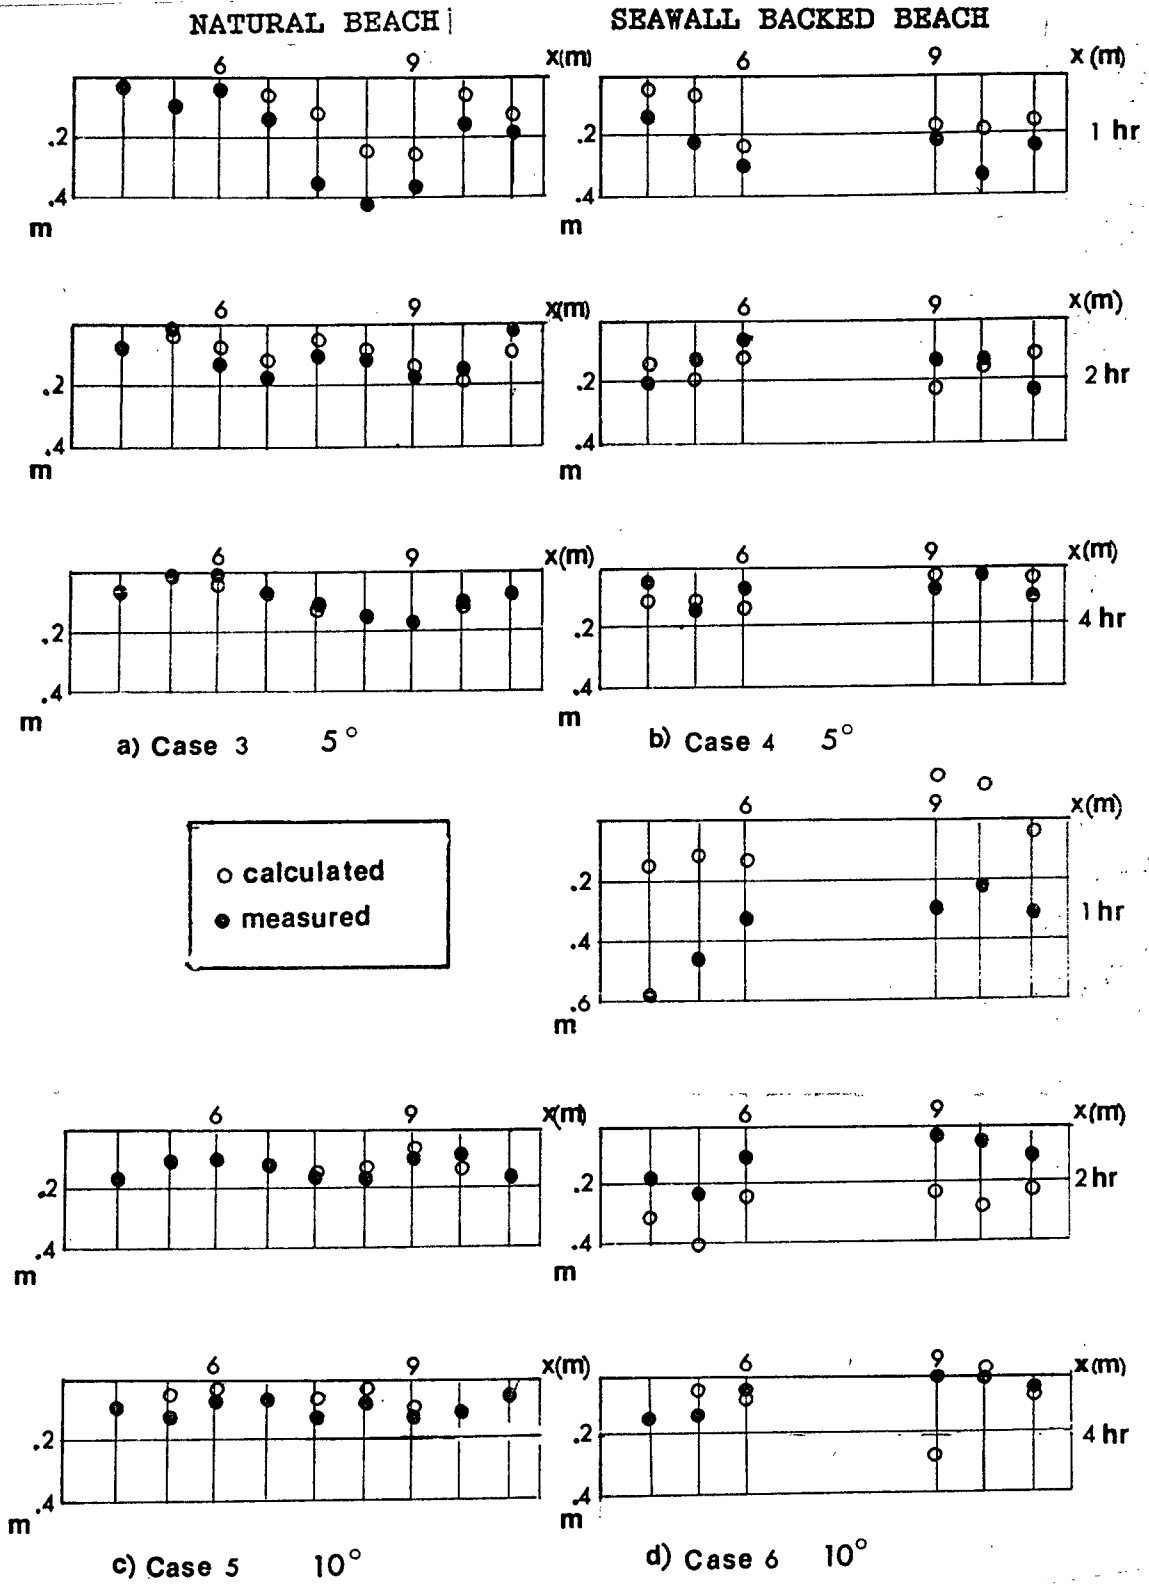 NATURAL BEACH
SEAWALL BACKED BEACH
6 9 x(m)
.2
.4
m
6 9 x(m)
.2
.4
m
1 hr
6 9 x(m)
.2
.4
m
6 9 x(m)
.2
.4
m
2 hr
6 9 x(m)
.2
.4
m
6 9 x(m)
.2
.4
m
4 hr
a) Case 3 5°
b) Case 4 5°
calculated
measured
6 9 x(m)
.2
.4
.6
m
1 hr
6 9 x(m)
.2
.4
m
6 9 x(m)
.2
.4
m
2 hr
6 9 x(m)
.2
.4
m
6 9 x(m)
.2
.4
m
4 hr
c) Case 5 10°
d) Case 6 10°